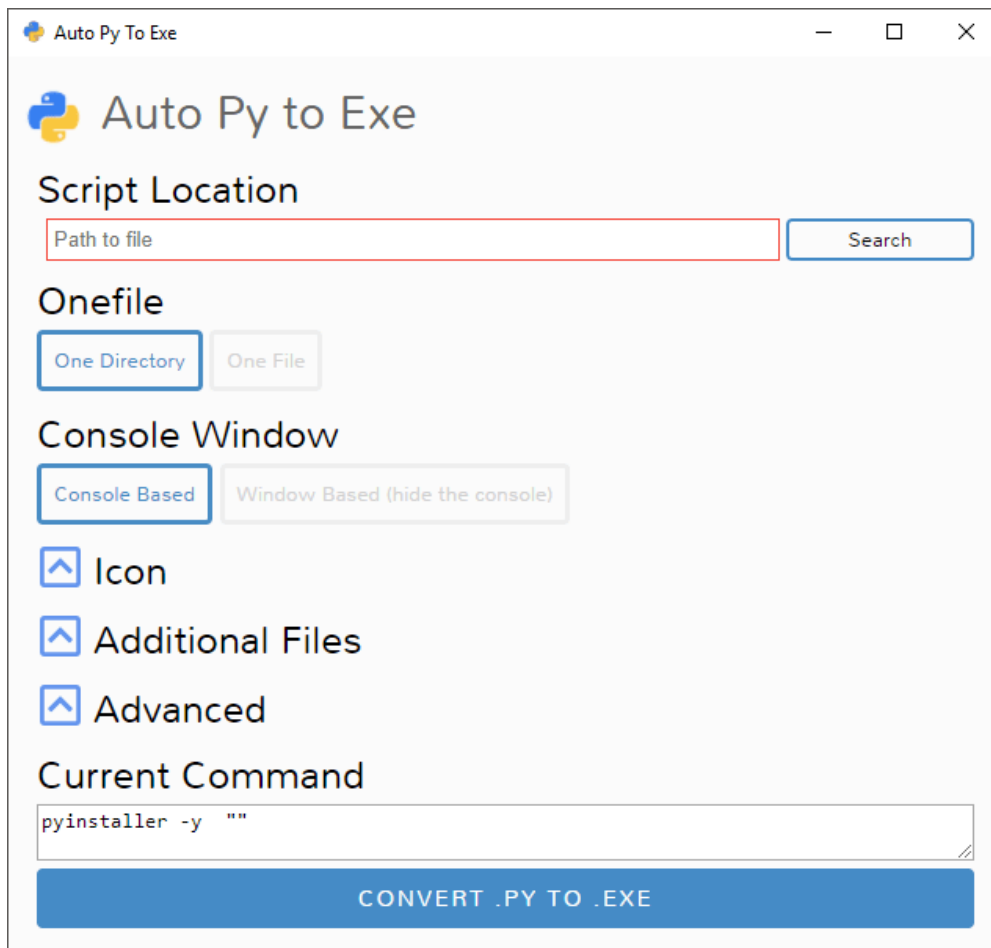 Auto Py To Exe
Auto Py to Exe
Script Location
Path to file
Search
Onefile
One Directory
One File
Console Window
Console Based
Window Based (hide the console)
Icon
Additional Files
Advanced
Current Command
pyinstaller -y  ""
CONVERT .PY TO .EXE